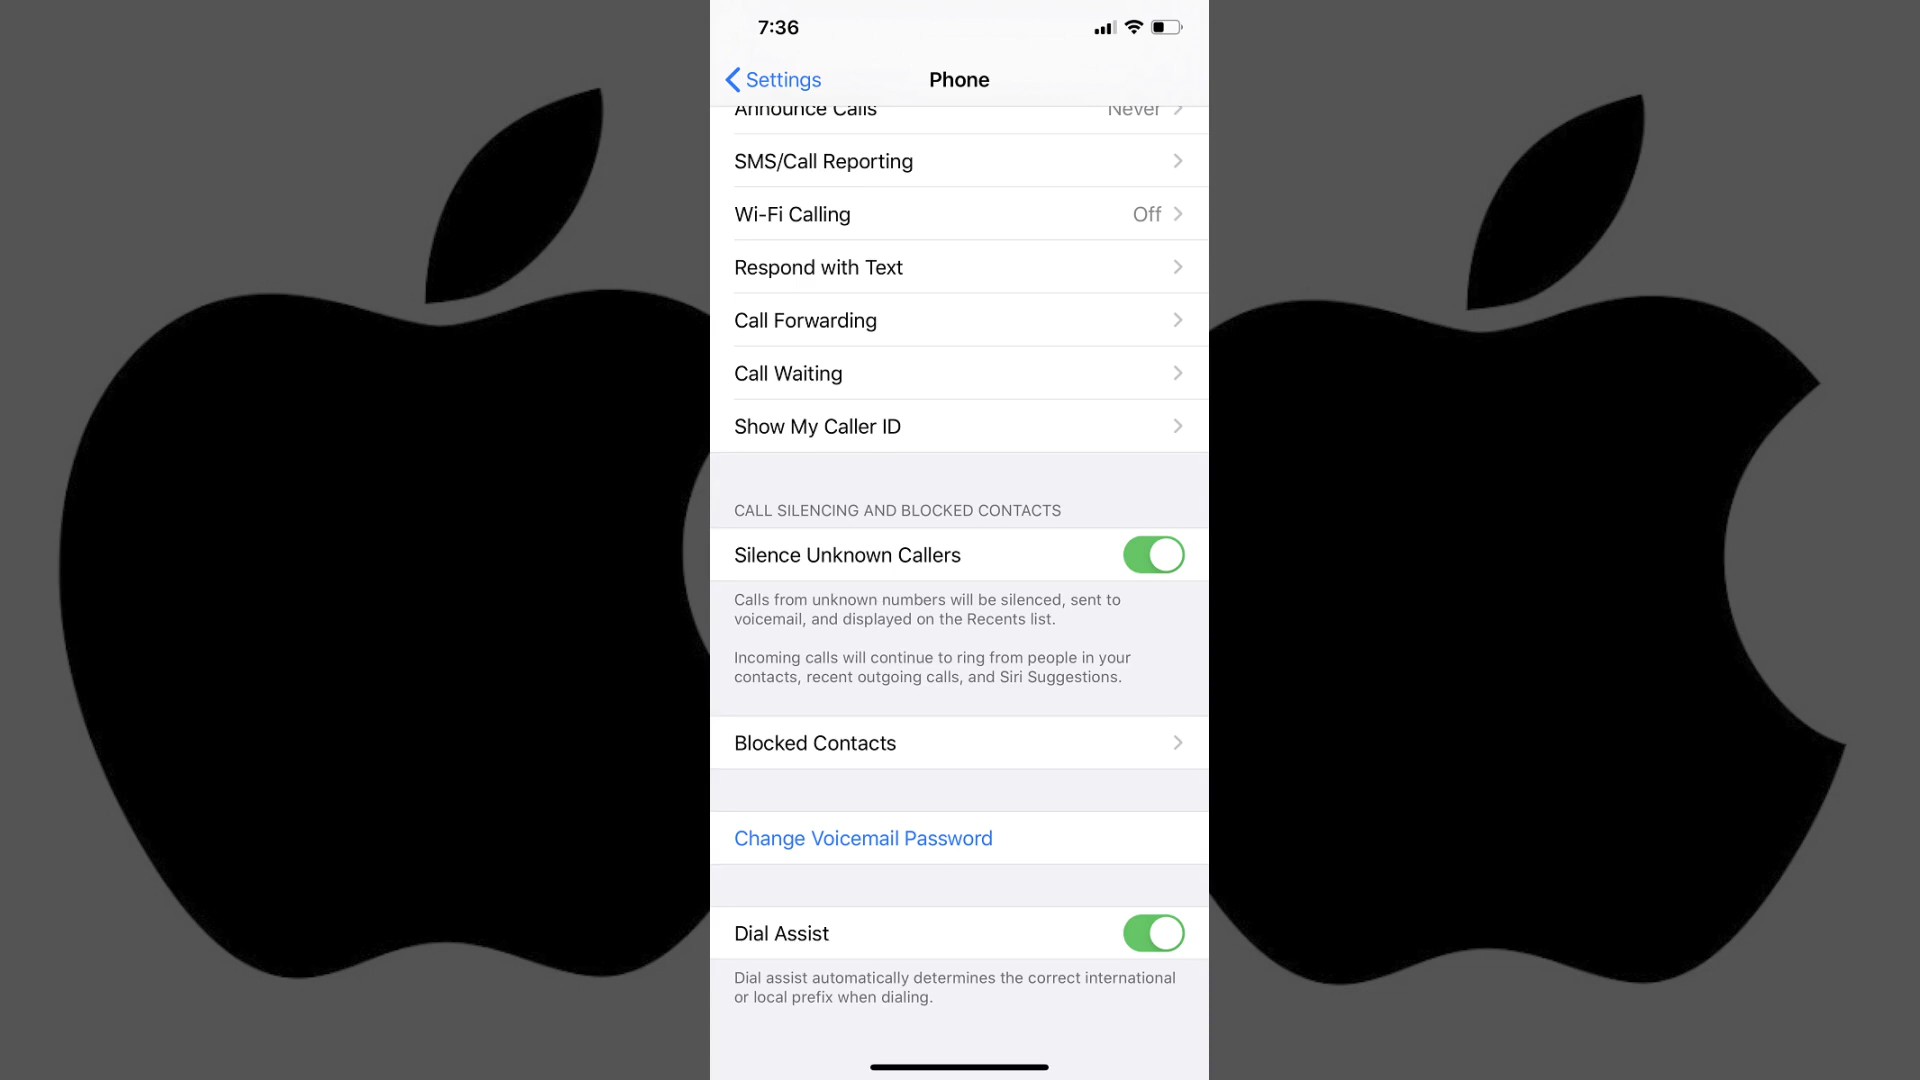 7:36
Settings
Phone
Announce Calls
Never
SMS/Call Reporting
Wi-Fi Calling
Off
Respond with Text
Call Forwarding
Call Waiting
Show My Caller ID
CALL SILENCING AND BLOCKED CONTACTS
Silence Unknown Callers
Calls from unknown numbers will be silenced, sent to
voicemail, and displayed on the Recents list.
Incoming calls will continue to ring from people in your
contacts, recent outgoing calls, and Siri Suggestions.
Blocked Contacts
Change Voicemail Password
Dial Assist
Dial assist automatically determines the correct international
or local prefix when dialing.